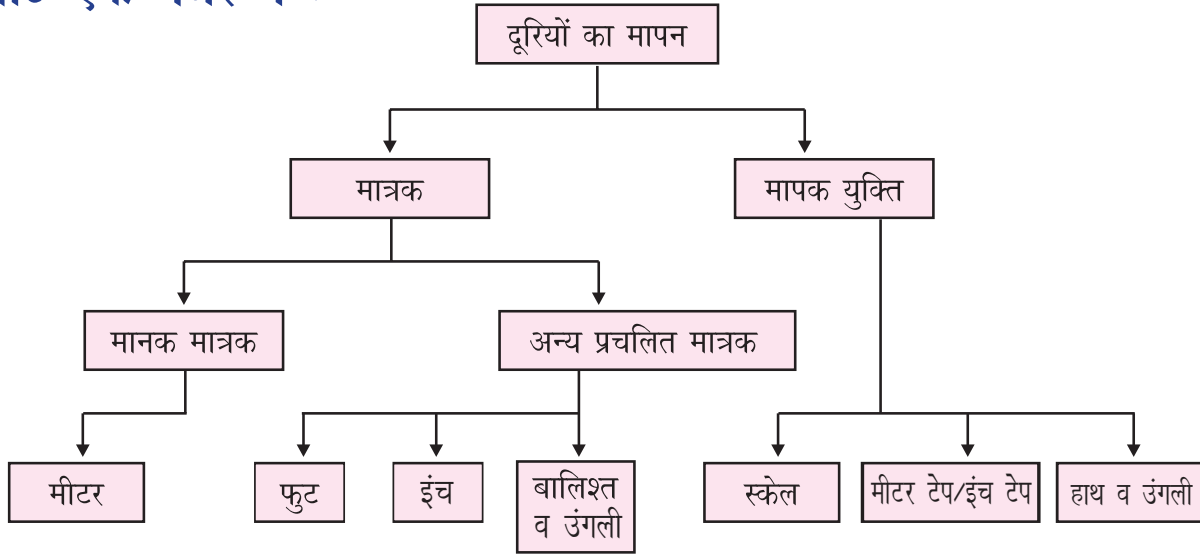 दूरियों का मापन
मात्रक
मापक युक्ति
मानक मात्रक
अन्य प्रचलित मात्रक
मीटर
फुट
इंच
बालिश्त
व उंगली
स्केल
मीटर टेप/इंच टेप
हाथ व उंगली